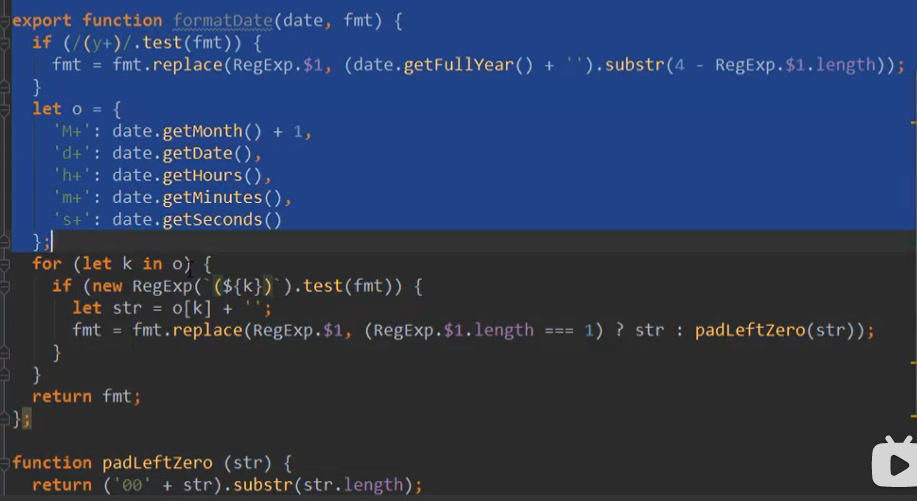 export function formatDate(date, fmt) {
  if (/(y+)/.test(fmt)) {
    fmt = fmt.replace(RegExp.$1, (date.getFullYear() + '').substr(4 - RegExp.$1.length));
  }
  let o = {
    'M+': date.getMonth() + 1,
    'd+': date.getDate(),
    'h+': date.getHours(),
    'm+': date.getMinutes(),
    's+': date.getSeconds()
  };
  for (let k in o) {
    if (new RegExp(`(${k})`).test(fmt)) {
      let str = o[k] + '';
      fmt = fmt.replace(RegExp.$1, (RegExp.$1.length === 1) ? str : padLeftZero(str));
    }
  }
  return fmt;
};
function padLeftZero (str) {
  return ('00' + str).substr(str.length);